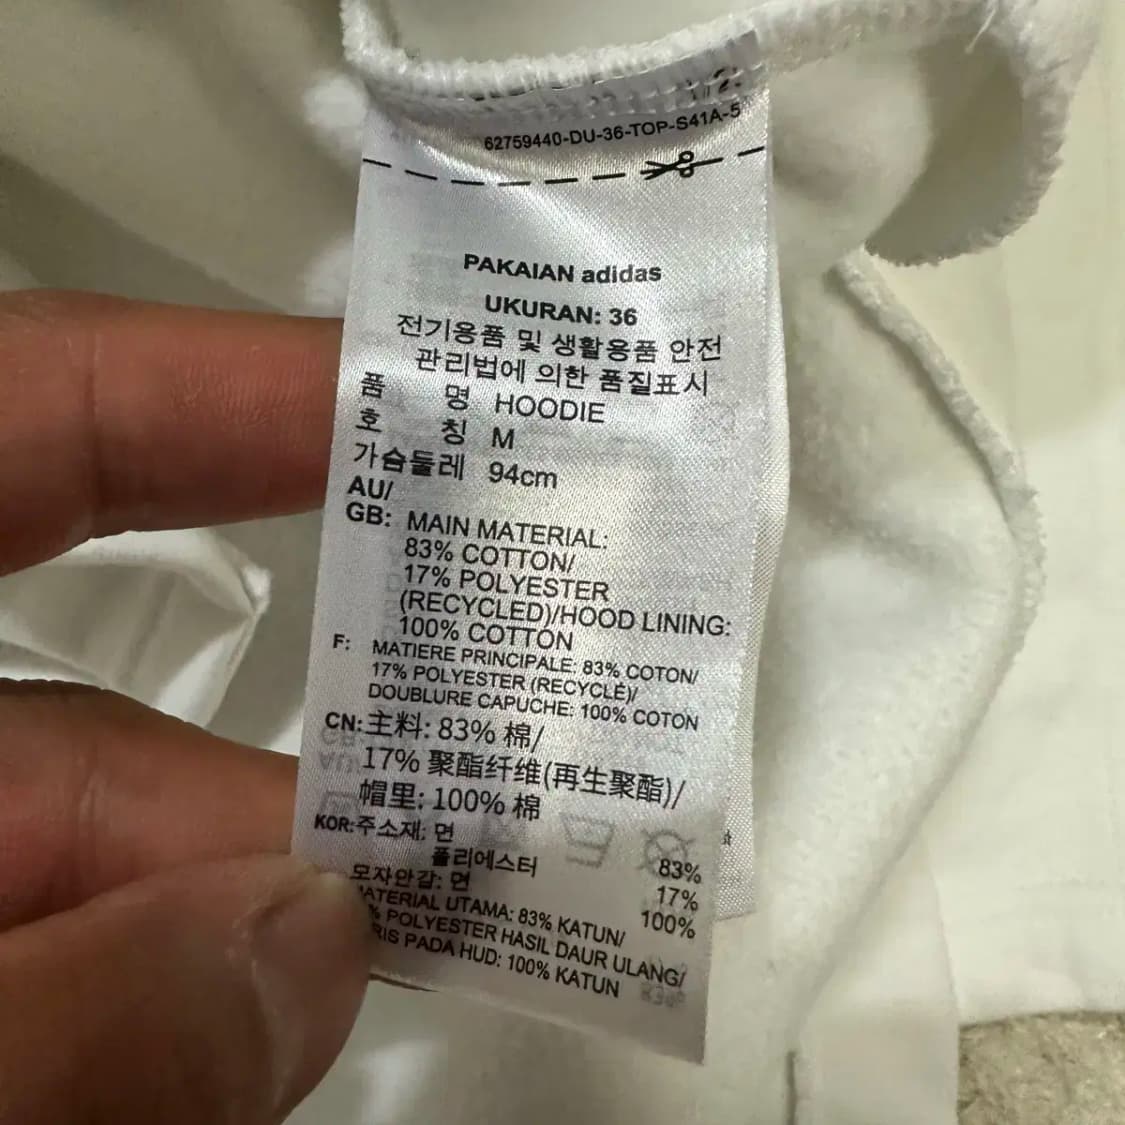 62759440-DU-36-TOP-S41A-5
PAKAIAN adidas
UKURAN: 36
전기용품 및 생활용품 안전
관리법에 의한 품질표시
품 명 HOODIE
호 칭 M
가슴둘레 94cm
AU/
GB: MAIN MATERIAL:
83% COTTON/
17% POLYESTER
(RECYCLED)/HOOD LINING:
100% COTTON
F: MATIERE PRINCIPALE: 83% COTON/
17% POLYESTER (RECYCLÉ)/
DOUBLURE CAPUCHE: 100% COTON
CN: 主料: 83% 棉/
17% 聚酯纤维(再生聚酯)/
帽里: 100% 棉
KOR: 주소재: 면 83%
폴리에스터 17%
모자안감: 면 100%
MATERIAL UTAMA: 83% KATUN/
% POLYESTER HASIL DAUR ULANG/
RIS PADA HUD: 100% KATUN